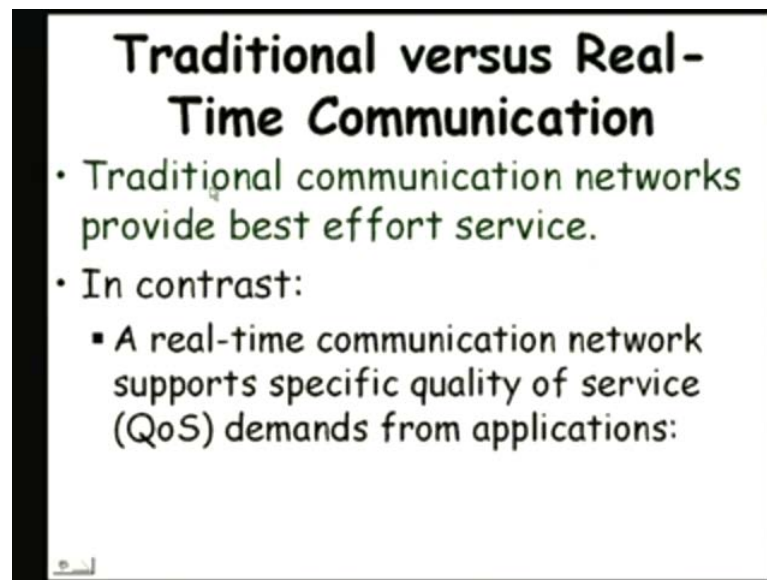 Traditional versus Real-
Time Communication
• Traditional communication networks
provide best effort service.
• In contrast:
▪ A real-time communication network
supports specific quality of service
(QoS) demands from applications: